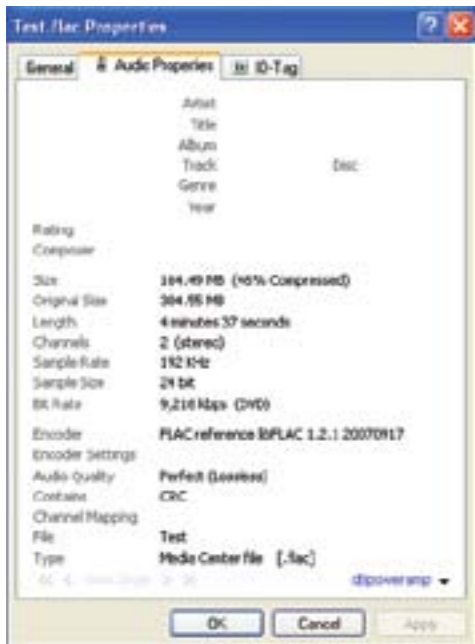 Test.flac Properties
General
Audio Properties
ID-Tag
Artist
Title
Album
Track Disc
Genre
Year
Rating
Composer
Size 164.49 MB (46% Compressed)
Original Size 304.55 MB
Length 4 minutes 37 seconds
Channels 2 (stereo)
Sample Rate 192 KHz
Sample Size 24 bit
Bit Rate 9,216 kbps (DVD)
Encoder FLAC reference libFLAC 1.2.1 20070917
Encoder Settings
Audio Quality Perfect (Lossless)
Contains CRC
Channel Mapping
File Test
Type Media Center file [.flac]
dBpoweramp
OK Cancel Apply